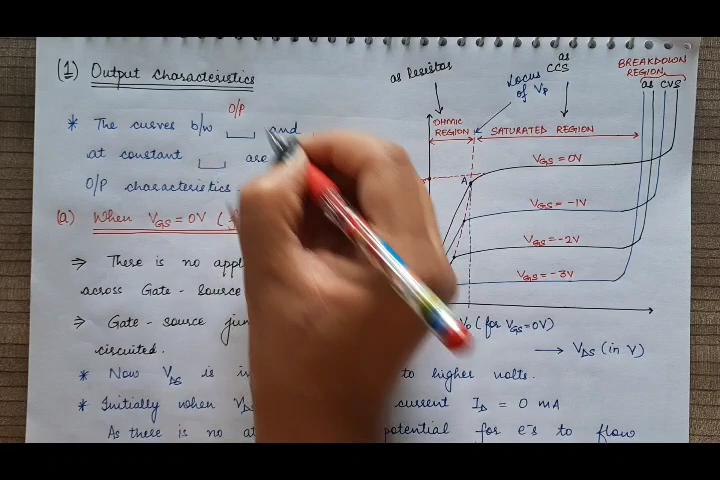 (1) Output characteristics
O/P
* The curves b/w and
at constant are
O/P characteristics
(a) When VGS = 0V (
⇒ There is no appl
across Gate - Source
⇒ Gate - source jun
circuited.
* Now VDS is in to higher volts.
* Initially when VDS current ID = 0 mA
As there is no at potential for e⁻s to flow
as Resistor
Locus of VP
as CCS
BREAKDOWN REGION
as CVS
OHMIC REGION
SATURATED REGION
A
VGS = 0V
VGS = -1V
VGS = -2V
VGS = -3V
(for VGS = 0V)
→ VDS (in V)